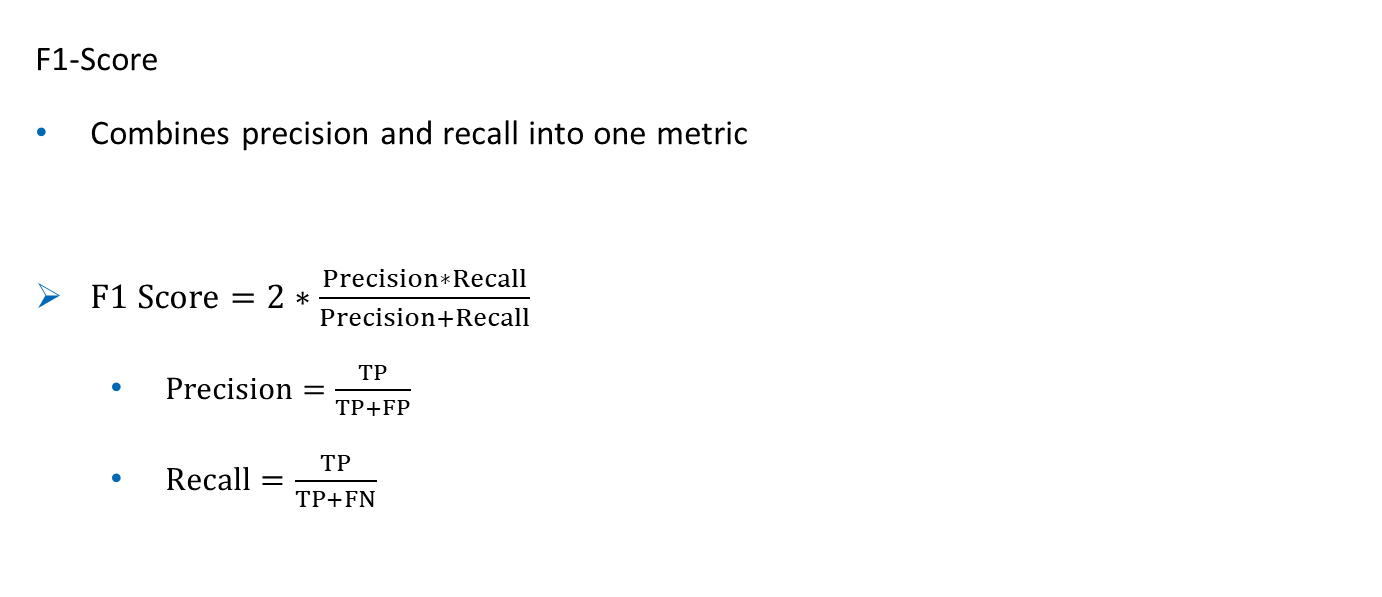 F1-Score
• Combines precision and recall into one metric
➢ F1 Score = 2 * Precision*Recall / Precision+Recall
• Precision = TP / TP+FP
• Recall = TP / TP+FN